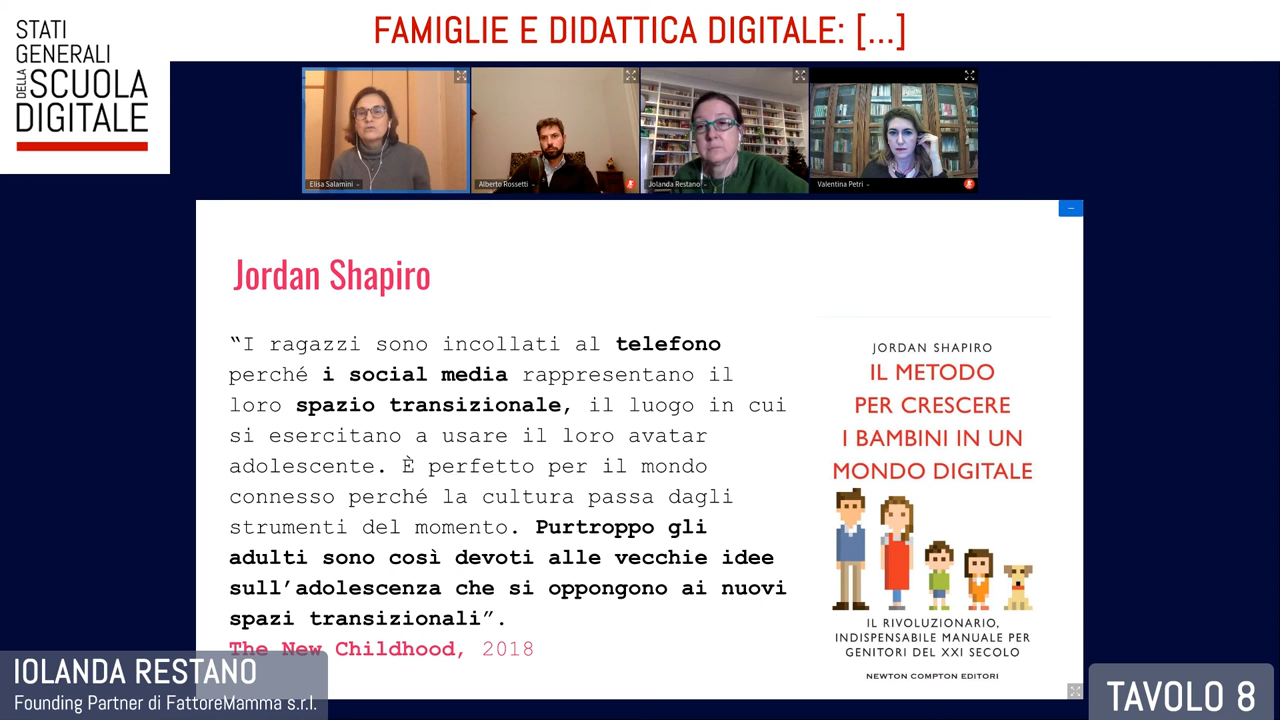 STATI
GENERALI
DELLA SCUOLA
DIGITALE
FAMIGLIE E DIDATTICA DIGITALE: [...]
Elisa Salamini
Alberto Rossetti
Jolanda Restano
Valentina Petri
Jordan Shapiro
“I ragazzi sono incollati al telefono
perché i social media rappresentano il
loro spazio transizionale, il luogo in cui
si esercitano a usare il loro avatar
adolescente. È perfetto per il mondo
connesso perché la cultura passa dagli
strumenti del momento. Purtroppo gli
adulti sono così devoti alle vecchie idee
sull’adolescenza che si oppongono ai nuovi
spazi transizionali”.
The New Childhood, 2018
JORDAN SHAPIRO
IL METODO
PER CRESCERE
I BAMBINI IN UN
MONDO DIGITALE
IL RIVOLUZIONARIO,
INDISPENSABILE MANUALE PER
GENITORI DEL XXI SECOLO
NEWTON COMPTON EDITORI
IOLANDA RESTANO
Founding Partner di FattoreMamma s.r.l.
TAVOLO 8